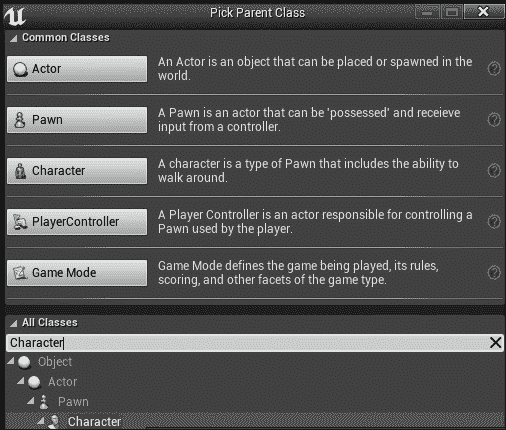 Pick Parent Class
Common Classes
Actor
An Actor is an object that can be placed or spawned in the
world.
Pawn
A Pawn is an actor that can be 'possessed' and receieve
input from a controller.
Character
A character is a type of Pawn that includes the ability to
walk around.
PlayerController
A Player Controller is an actor responsible for controlling a
Pawn used by the player.
Game Mode
Game Mode defines the game being played, its rules,
scoring, and other facets of the game type.
All Classes
Character
Object
Actor
Pawn
Character